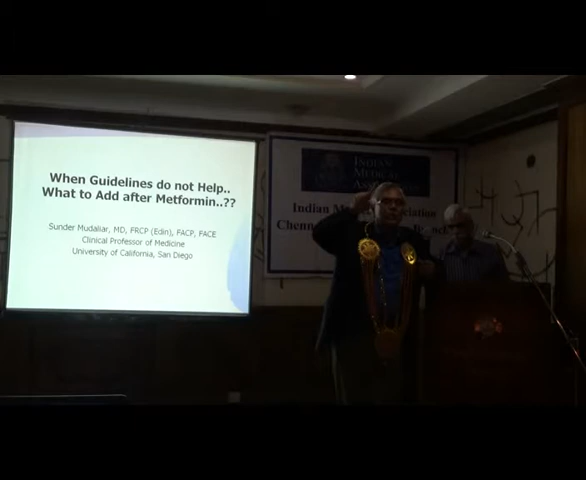 When Guidelines do not Help..
What to Add after Metformin..??
Sunder Mudaliar, MD, FRCP (Edin), FACP, FACE
Clinical Professor of Medicine
University of California, San Diego
INDIAN
MEDICAL
Indian